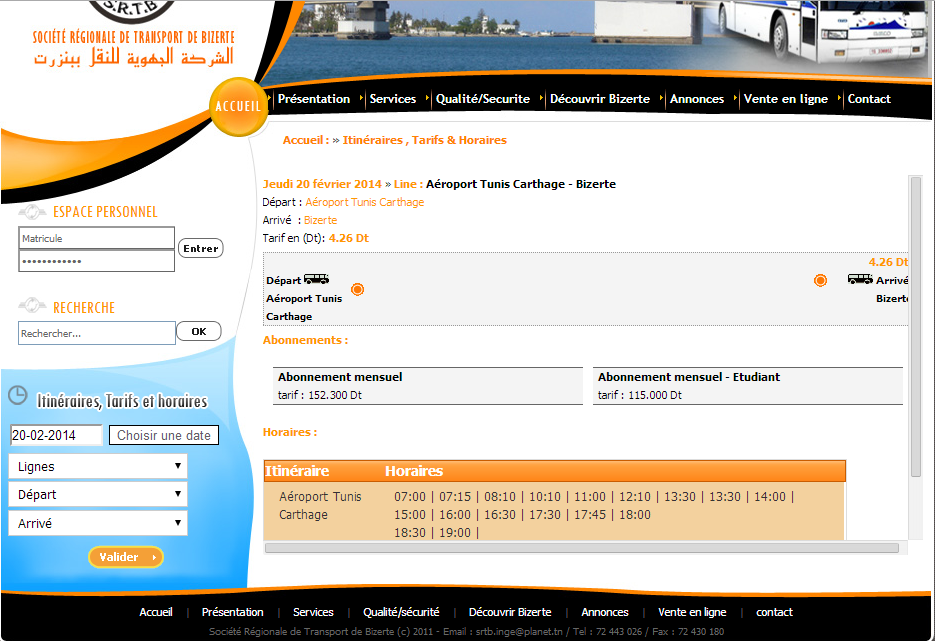 S.R.T.B
SOCIÉTÉ RÉGIONALE DE TRANSPORT DE BIZERTE
الشركة الجهوية للنقل ببنزرت
ACCUEIL
Présentation
Services
Qualité/Securite
Découvrir Bizerte
Annonces
Vente en ligne
Contact
Accueil : » Itinéraires , Tarifs & Horaires
Jeudi 20 février 2014 » Line : Aéroport Tunis Carthage - Bizerte
Départ : Aéroport Tunis Carthage
Arrivé : Bizerte
Tarif en (Dt): 4.26 Dt
4.26 Dt
Départ
Aéroport Tunis
Carthage
Arrivé
Bizerte
Abonnements :
Abonnement mensuel
tarif : 152.300 Dt
Abonnement mensuel - Etudiant
tarif : 115.000 Dt
Horaires :
Itinéraire Horaires
Aéroport Tunis
Carthage
07:00 | 07:15 | 08:10 | 10:10 | 11:00 | 12:10 | 13:30 | 13:30 | 14:00 |
15:00 | 16:00 | 16:30 | 17:30 | 17:45 | 18:00
18:30 | 19:00 |
ESPACE PERSONNEL
Matricule
••••••••••••
Entrer
RECHERCHE
Rechercher...
OK
Itinéraires, Tarifs et horaires
20-02-2014
Choisir une date
Lignes
Départ
Arrivé
Valider
Accueil | Présentation | Services | Qualité/sécurité | Découvrir Bizerte | Annonces | Vente en ligne | contact
Société Régionale de Transport de Bizerte (c) 2011 - Email : srtb.inge@planet.tn / Tel : 72 443 026 / Fax : 72 430 180